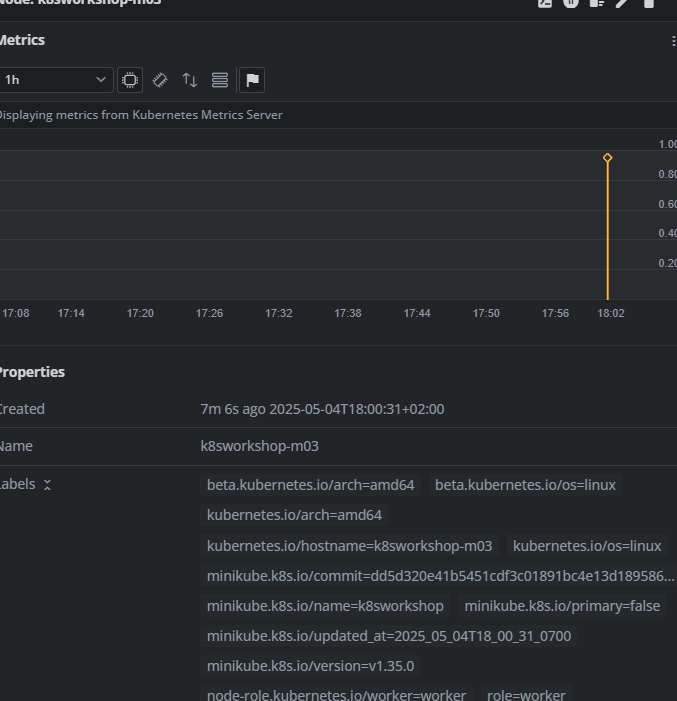 Node: k8sworkshop-m03
Metrics
1h
Displaying metrics from Kubernetes Metrics Server
1.00
0.80
0.60
0.40
0.20
17:08 17:14 17:20 17:26 17:32 17:38 17:44 17:50 17:56 18:02
Properties
Created 7m 6s ago 2025-05-04T18:00:31+02:00
Name k8sworkshop-m03
Labels beta.kubernetes.io/arch=amd64 beta.kubernetes.io/os=linux
kubernetes.io/arch=amd64
kubernetes.io/hostname=k8sworkshop-m03 kubernetes.io/os=linux
minikube.k8s.io/commit=dd5d320e41b5451cdf3c01891bc4e13d189586...
minikube.k8s.io/name=k8sworkshop minikube.k8s.io/primary=false
minikube.k8s.io/updated_at=2025_05_04T18_00_31_0700
minikube.k8s.io/version=v1.35.0
node-role.kubernetes.io/worker=worker role=worker